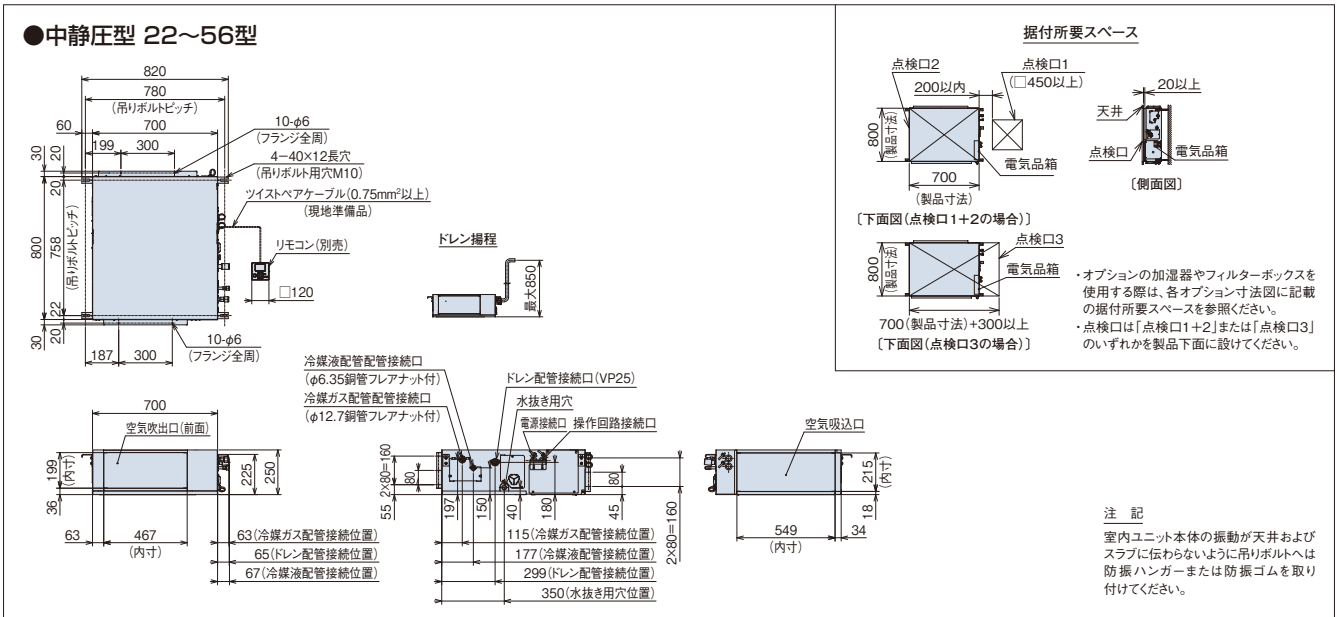 ●中静圧型 22～56型
820
780
(吊りボルトピッチ)
60
700
199
300
30
20
20
800
758
(吊りボルトピッチ)
22
20
30
187
300
10-φ6
(フランジ全周)
4－40×12長穴
(吊りボルト用穴M10)
ツイストペアケーブル(0.75mm²以上)
(現地準備品)
リモコン(別売)
□120
10-φ6
(フランジ全周)
ドレン揚程
最大850
据付所要スペース
点検口2
200以内
点検口1
(□450以上)
800
(製品寸法)
電気品箱
700
(製品寸法)
〔下面図(点検口1+2の場合)〕
20以上
天井
点検口
電気品箱
〔側面図〕
点検口3
800
(製品寸法)
電気品箱
700(製品寸法)+300以上
〔下面図(点検口3の場合)〕
・オプションの加湿器やフィルターボックスを
使用する際は、各オプション寸法図に記載
の据付所要スペースを参照ください。
・点検口は「点検口1+2」または「点検口3」
のいずれかを製品下面に設けてください。
700
空気吹出口(前面)
199
(内寸)
36
225
250
63
467
(内寸)
63(冷媒ガス配管接続位置)
65(ドレン配管接続位置)
67(冷媒液配管接続位置)
冷媒液配管配管接続口
(φ6.35銅管フレアナット付)
冷媒ガス配管配管接続口
(φ12.7銅管フレアナット付)
ドレン配管接続口(VP25)
水抜き用穴
電源接続口
操作回路接続口
2×80=160
80
55
197
150
40
180
80
45
2×80=160
115(冷媒ガス配管接続位置)
177(冷媒液配管接続位置)
299(ドレン配管接続位置)
350(水抜き用穴位置)
空気吸込口
215
(内寸)
18
549
(内寸)
34
注　記
室内ユニット本体の振動が天井および
スラブに伝わらないように吊りボルトへは
防振ハンガーまたは防振ゴムを取り
付けてください。